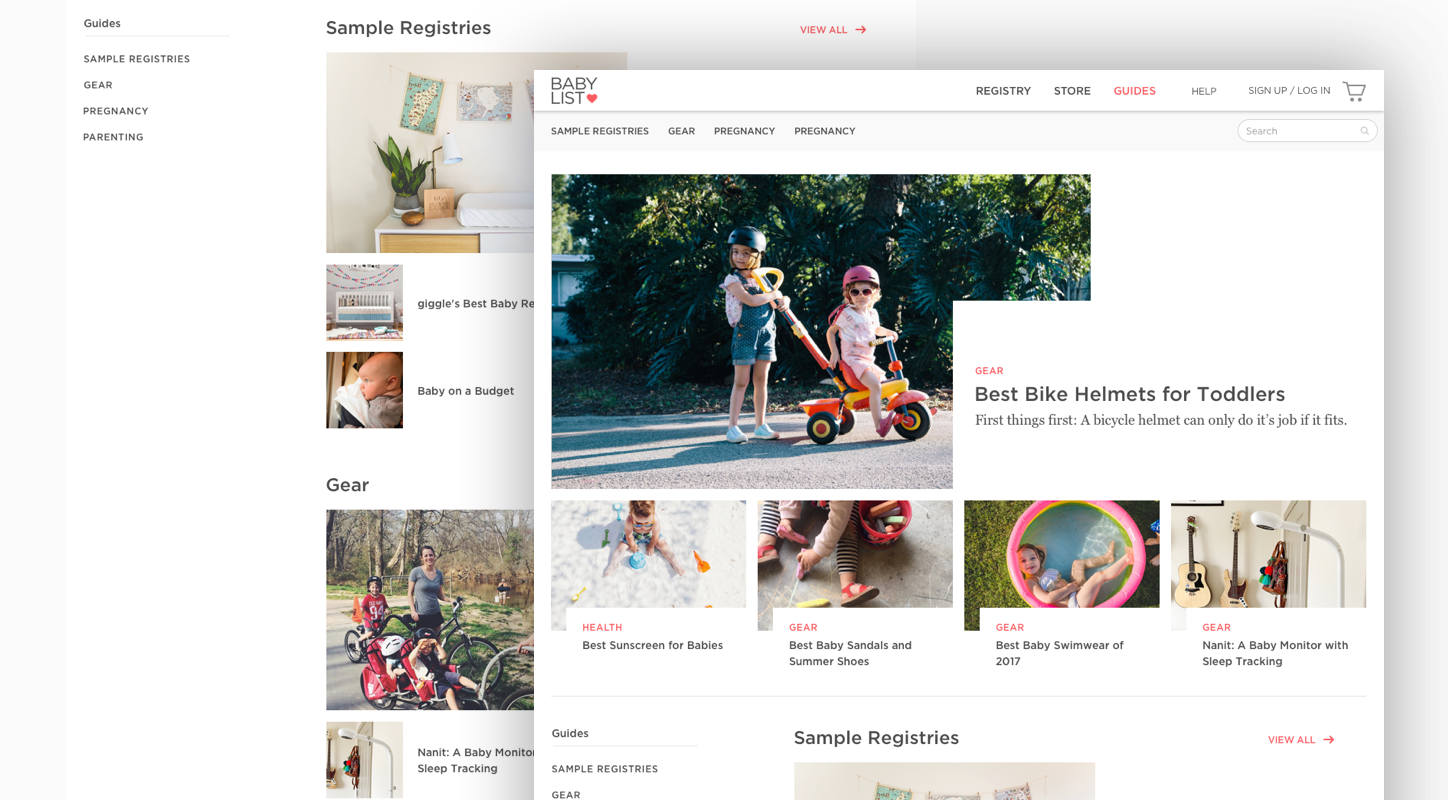 Guides
SAMPLE REGISTRIES
GEAR
PREGNANCY
PARENTING
Sample Registries
VIEW ALL
giggle's Best Baby Re
Baby on a Budget
Gear
Nanit: A Baby Monitor
Sleep Tracking
BABY
LIST
REGISTRY STORE GUIDES HELP SIGN UP / LOG IN
SAMPLE REGISTRIES GEAR PREGNANCY PREGNANCY
Search
GEAR
Best Bike Helmets for Toddlers
First things first: A bicycle helmet can only do it's job if it fits.
HEALTH
Best Sunscreen for Babies
GEAR
Best Baby Sandals and
Summer Shoes
GEAR
Best Baby Swimwear of
2017
GEAR
Nanit: A Baby Monitor with
Sleep Tracking
Guides
SAMPLE REGISTRIES
GEAR
Sample Registries
VIEW ALL